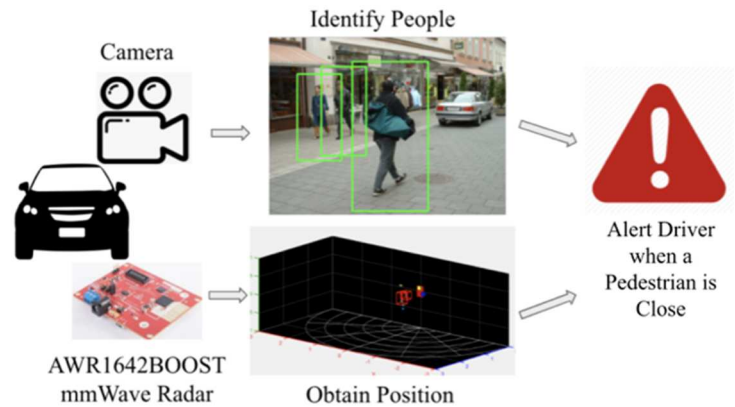 Identify People
Camera
Alert Driver
when a
Pedestrian is
Close
AWR1642BOOST
mmWave Radar
Obtain Position